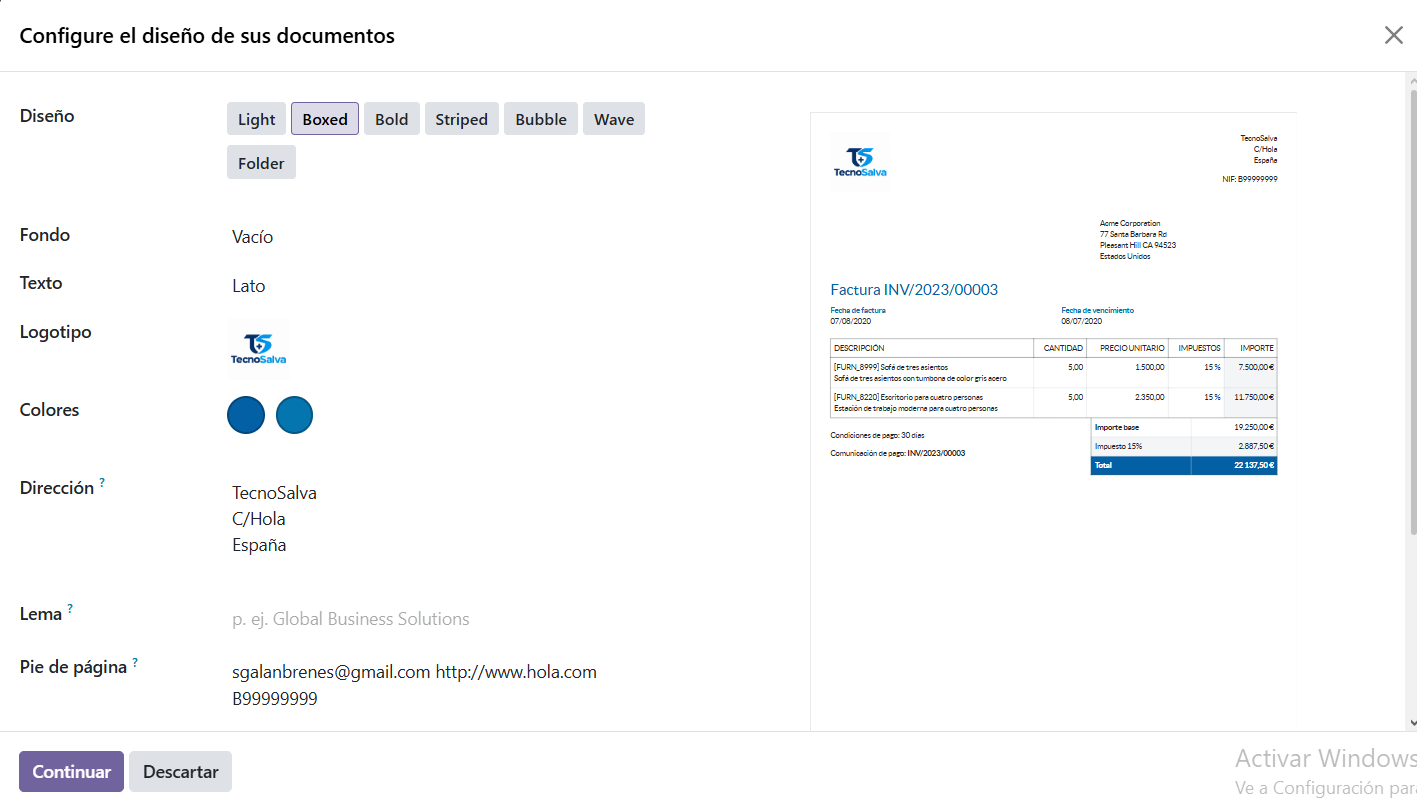 Configure el diseño de sus documentos
Diseño
Light Boxed Bold Striped Bubble Wave
Folder
Fondo
Vacío
Texto
Lato
Logotipo
TS
TecnoSalva
Colores
Dirección ?
TecnoSalva
C/Hola
España
Lema ?
p. ej. Global Business Solutions
Pie de página ?
sgalanbrenes@gmail.com http://www.hola.com
B99999999
TS
TecnoSalva
TecnoSalva
C/Hola
España
NIF: B99999999
Acme Corporation
77 Santa Barbara Rd
Pleasant Hill CA 94523
Estados Unidos
Factura INV/2023/00003
Fecha de factura Fecha de vencimiento
07/08/2020 08/07/2020
DESCRIPCIÓN CANTIDAD PRECIO UNITARIO IMPUESTOS IMPORTE
[FURN_8999] Sofá de tres asientos 5,00 1.500,00 15 % 7.500,00 €
Sofá de tres asientos con tumbona de color gris acero
[FURN_8220] Escritorio para cuatro personas 5,00 2.350,00 15 % 11.750,00 €
Estación de trabajo moderna para cuatro personas
Importe base 19.250,00 €
Condiciones de pago: 30 días
Impuesto 15% 2.887,50 €
Comunicación de pago: INV/2023/00003
Total 22 137,50 €
Continuar Descartar
Activar Windows
Ve a Configuración para